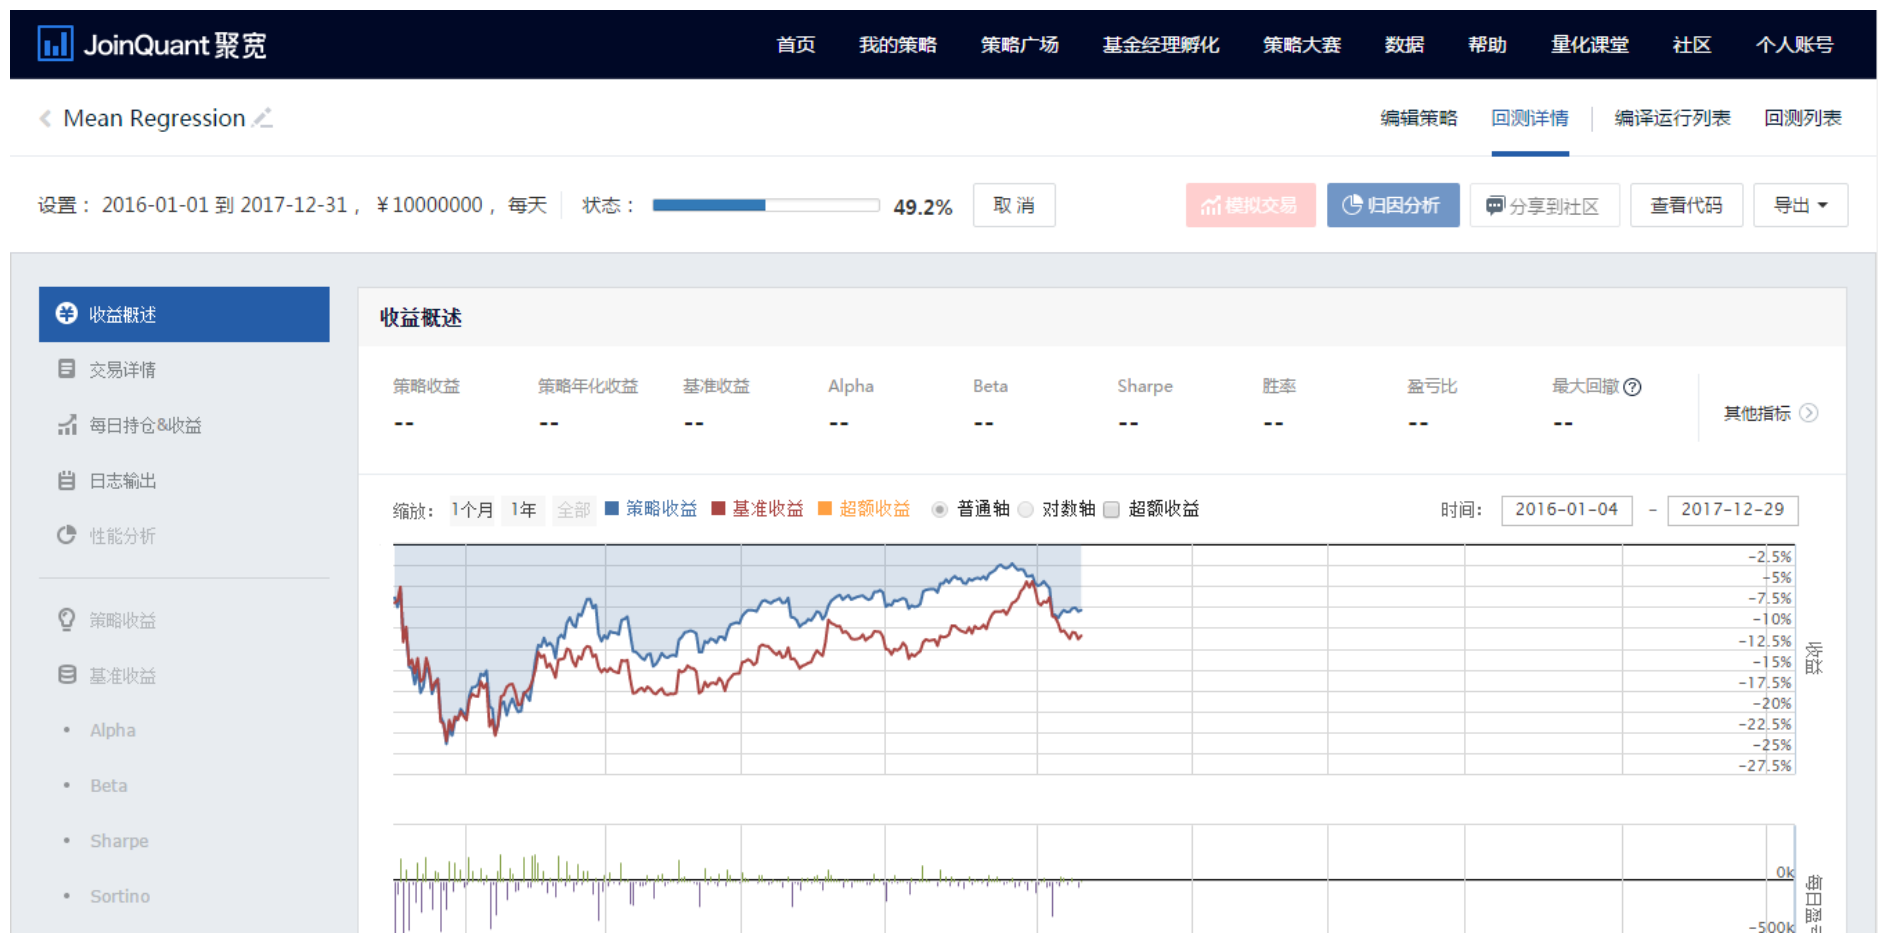 JoinQuant 聚宽
首页 我的策略 策略广场 基金经理孵化 策略大赛 数据 帮助 量化课堂 社区 个人账号
Mean Regression
编辑策略 回测详情 编译运行列表 回测列表
设置： 2016-01-01 到 2017-12-31， ￥10000000， 每天 状态： 49.2% 取消
模拟交易 归因分析 分享到社区 查看代码 导出
收益概述
交易详情
每日持仓&收益
日志输出
性能分析
策略收益
基准收益
• Alpha
• Beta
• Sharpe
• Sortino
收益概述
策略收益 策略年化收益 基准收益 Alpha Beta Sharpe 胜率 盈亏比 最大回撤 ?
-- -- -- -- -- -- -- -- --
其他指标
缩放： 1个月 1年 全部 策略收益 基准收益 超额收益 普通轴 对数轴 超额收益
时间： 2016-01-04 - 2017-12-29
-2.5%
-5%
-7.5%
-10%
-12.5%
-15%
-17.5%
-20%
-22.5%
-25%
-27.5%
收益
0k
-500k
每日盈